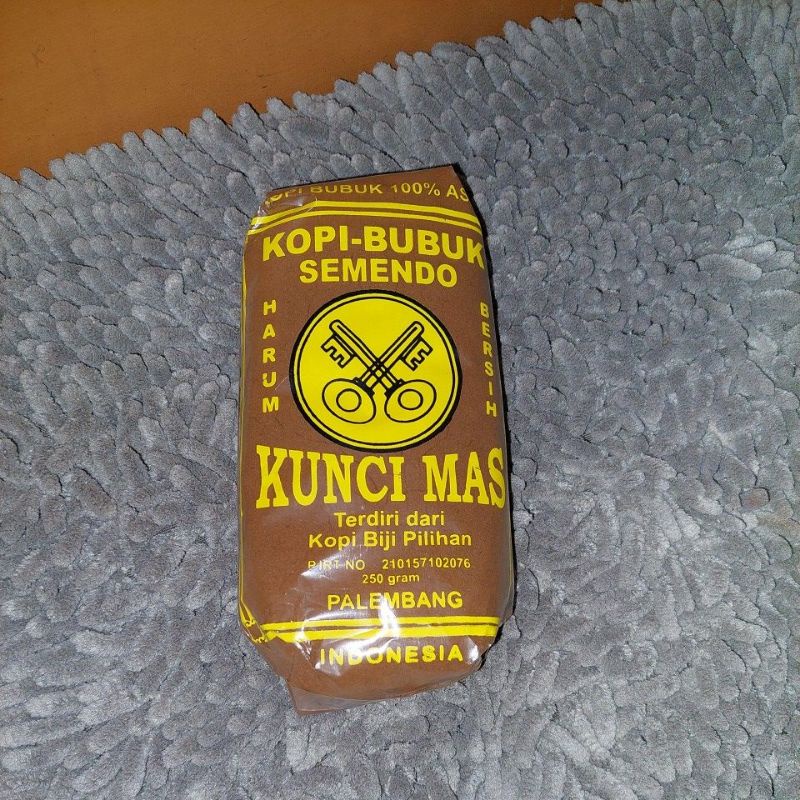 KOPI BUBUK 100% AS
KOPI-BUBUK
SEMENDO
HARUM
BERSIH
KUNCI MAS
Terdiri dari
Kopi Biji Pilihan
P.IRT NO 210157102076
250 gram
PALEMBANG
INDONESIA